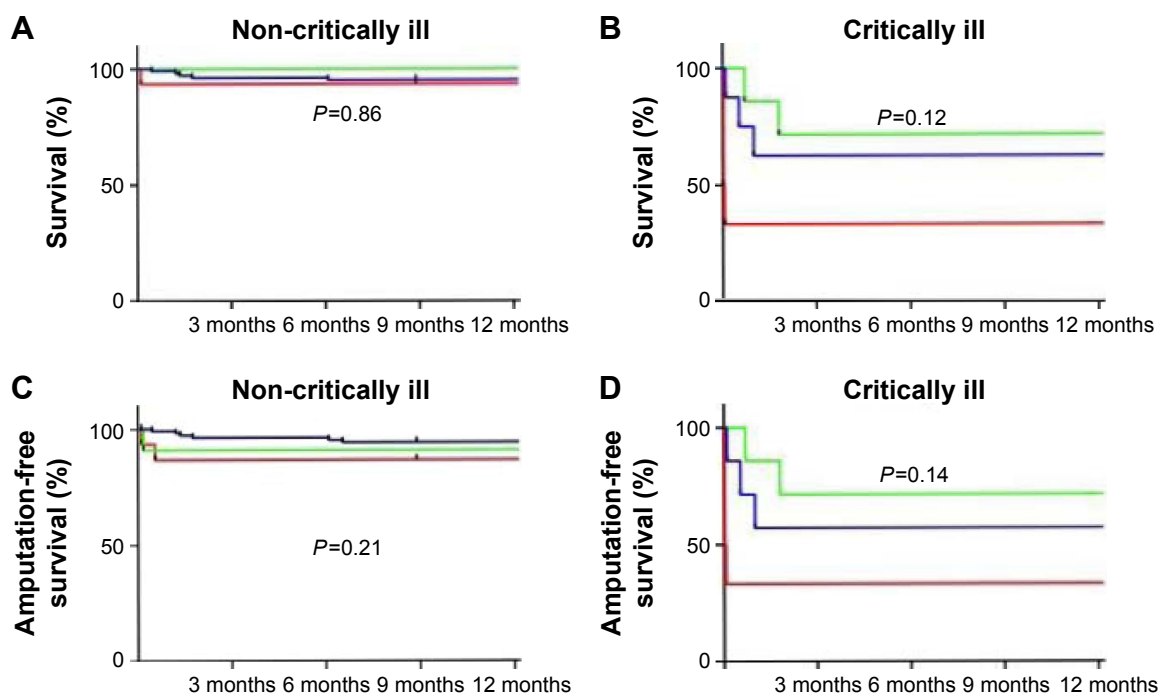 A
Non-critically ill
Survival (%)
100
50
0
P=0.86
3 months 6 months 9 months 12 months
B
Critically ill
Survival (%)
100
50
0
P=0.12
3 months 6 months 9 months 12 months
C
Non-critically ill
Amputation-free
survival (%)
100
50
0
P=0.21
3 months 6 months 9 months 12 months
D
Critically ill
Amputation-free
survival (%)
100
50
0
P=0.14
3 months 6 months 9 months 12 months